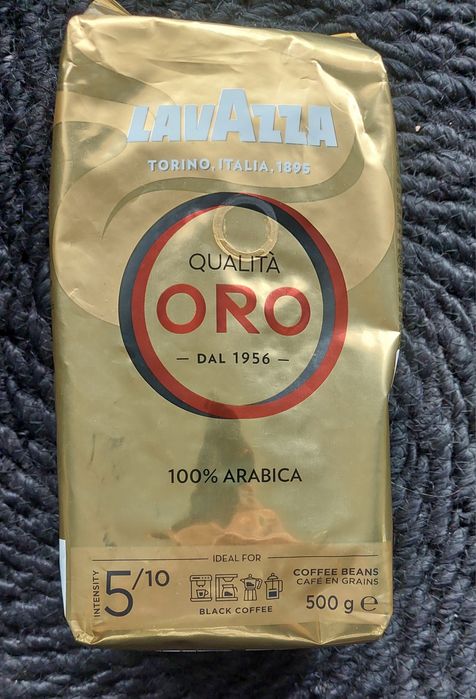 LAVAZZA
TORINO, ITALIA, 1895
QUALITÀ
ORO
— DAL 1956 —
100% ARABICA
IDEAL FOR
INTENSITY
5/10
BLACK COFFEE
COFFEE BEANS
CAFÉ EN GRAINS
500 g ℮